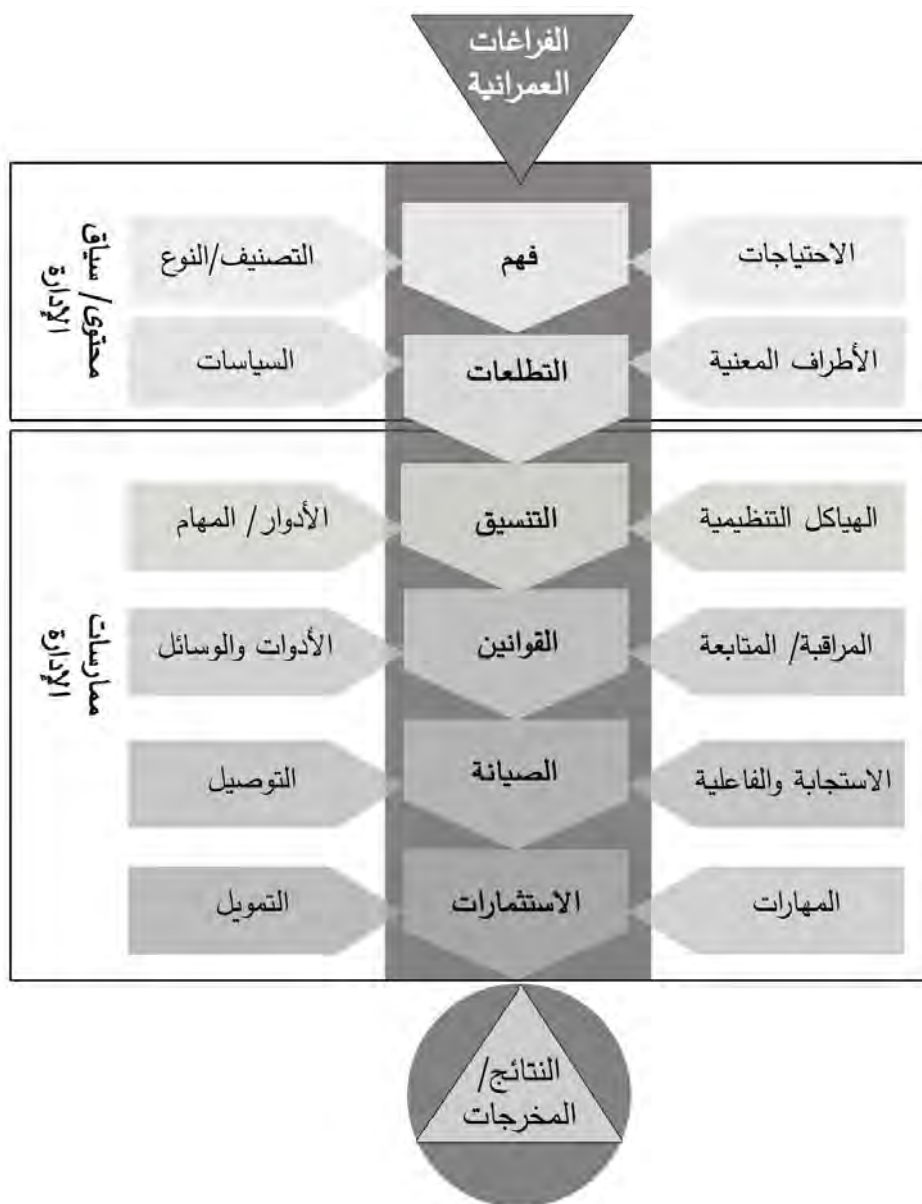 الفراغات
العمرانية
محتوى/ سياق
الإدارة
الاحتياجات
فهم
التصنيف/النوع
الأطراف المعنية
التطلعات
السياسات
ممارسات
الإدارة
الهياكل التنظيمية
التنسيق
الأدوار/ المهام
المراقبة/ المتابعة
القوانين
الأدوات والوسائل
الاستجابة والفاعلية
الصيانة
التوصيل
المهارات
الاستثمارات
التمويل
النتائج/
المخرجات